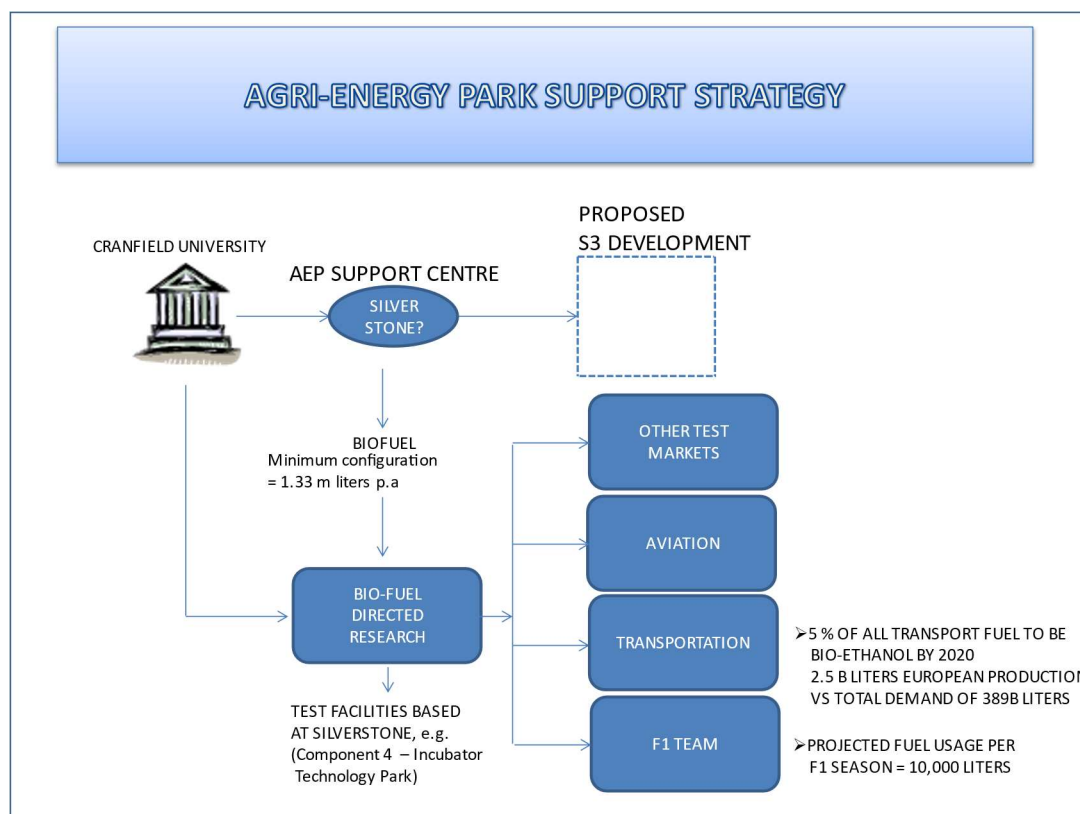 AGRI-ENERGY PARK SUPPORT STRATEGY
PROPOSED
S3 DEVELOPMENT
CRANFIELD UNIVERSITY
AEP SUPPORT CENTRE
SILVER
STONE?
BIOFUEL
Minimum configuration
= 1.33 m liters p.a
OTHER TEST
MARKETS
AVIATION
BIO-FUEL
DIRECTED
RESEARCH
TRANSPORTATION
➢5 % OF ALL TRANSPORT FUEL TO BE
BIO-ETHANOL BY 2020
2.5 B LITERS EUROPEAN PRODUCTION
VS TOTAL DEMAND OF 389B LITERS
TEST FACILITIES BASED
AT SILVERSTONE, e.g.
(Component 4 – Incubator
Technology Park)
F1 TEAM
➢PROJECTED FUEL USAGE PER
F1 SEASON = 10,000 LITERS